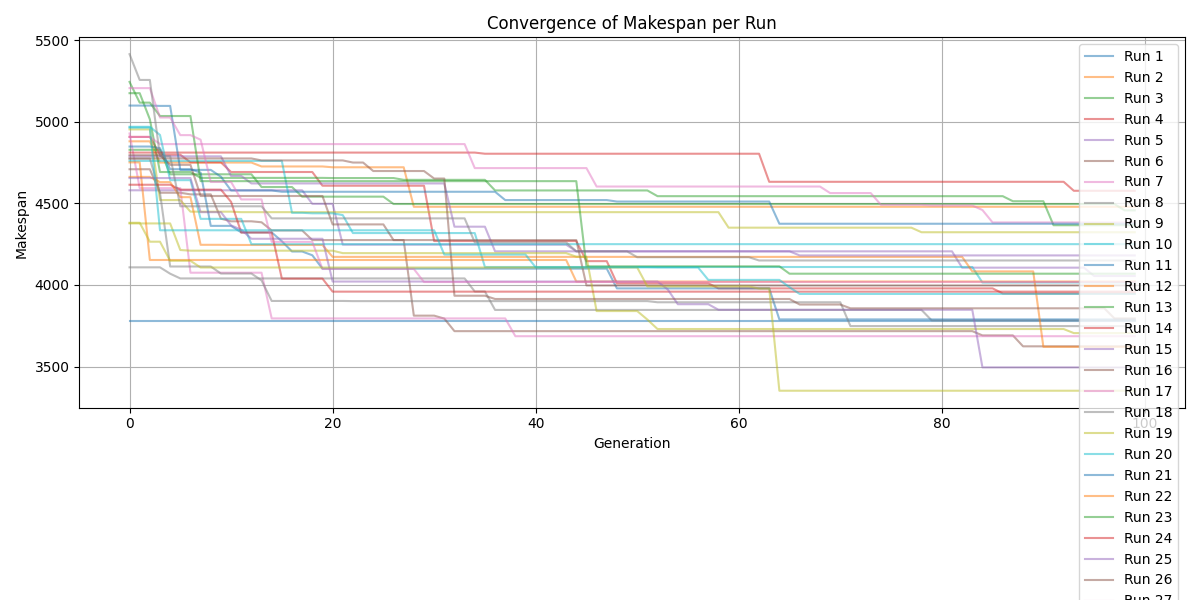 Convergence of Makespan per Run
Makespan
5500
5000
4500
4000
3500
0
20
40
60
80
100
Generation
Run 1
Run 2
Run 3
Run 4
Run 5
Run 6
Run 7
Run 8
Run 9
Run 10
Run 11
Run 12
Run 13
Run 14
Run 15
Run 16
Run 17
Run 18
Run 19
Run 20
Run 21
Run 22
Run 23
Run 24
Run 25
Run 26
Run 27